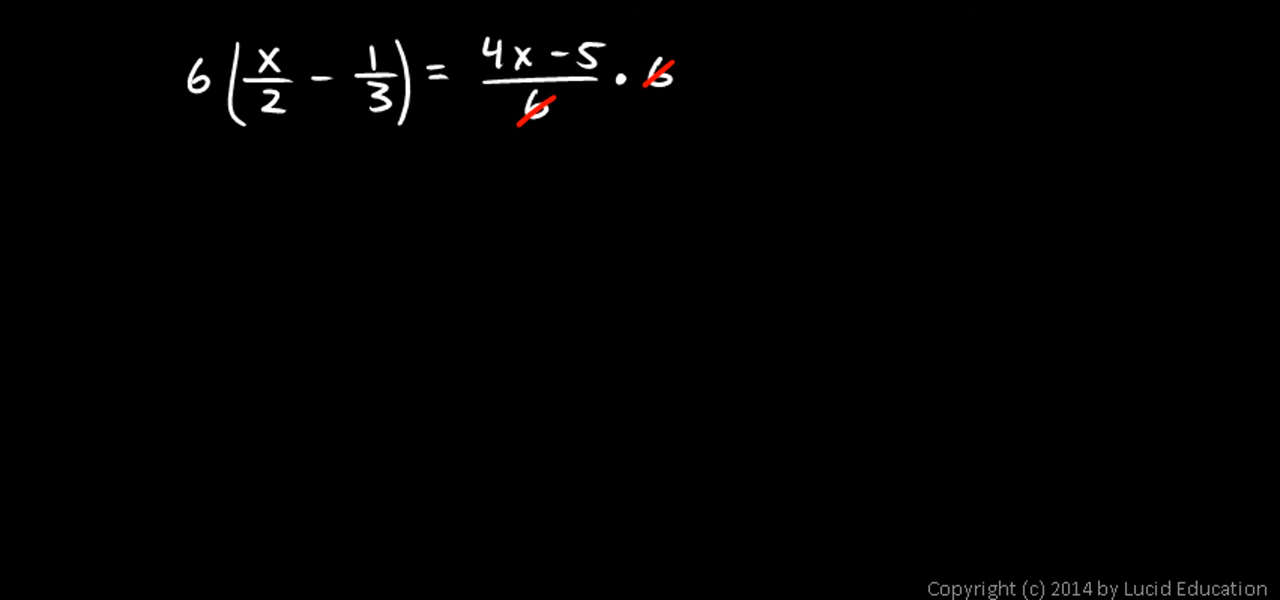 6 (x/2 - 1/3) = 4x - 5/6 · 6
Copyright (c) 2014 by Lucid Education